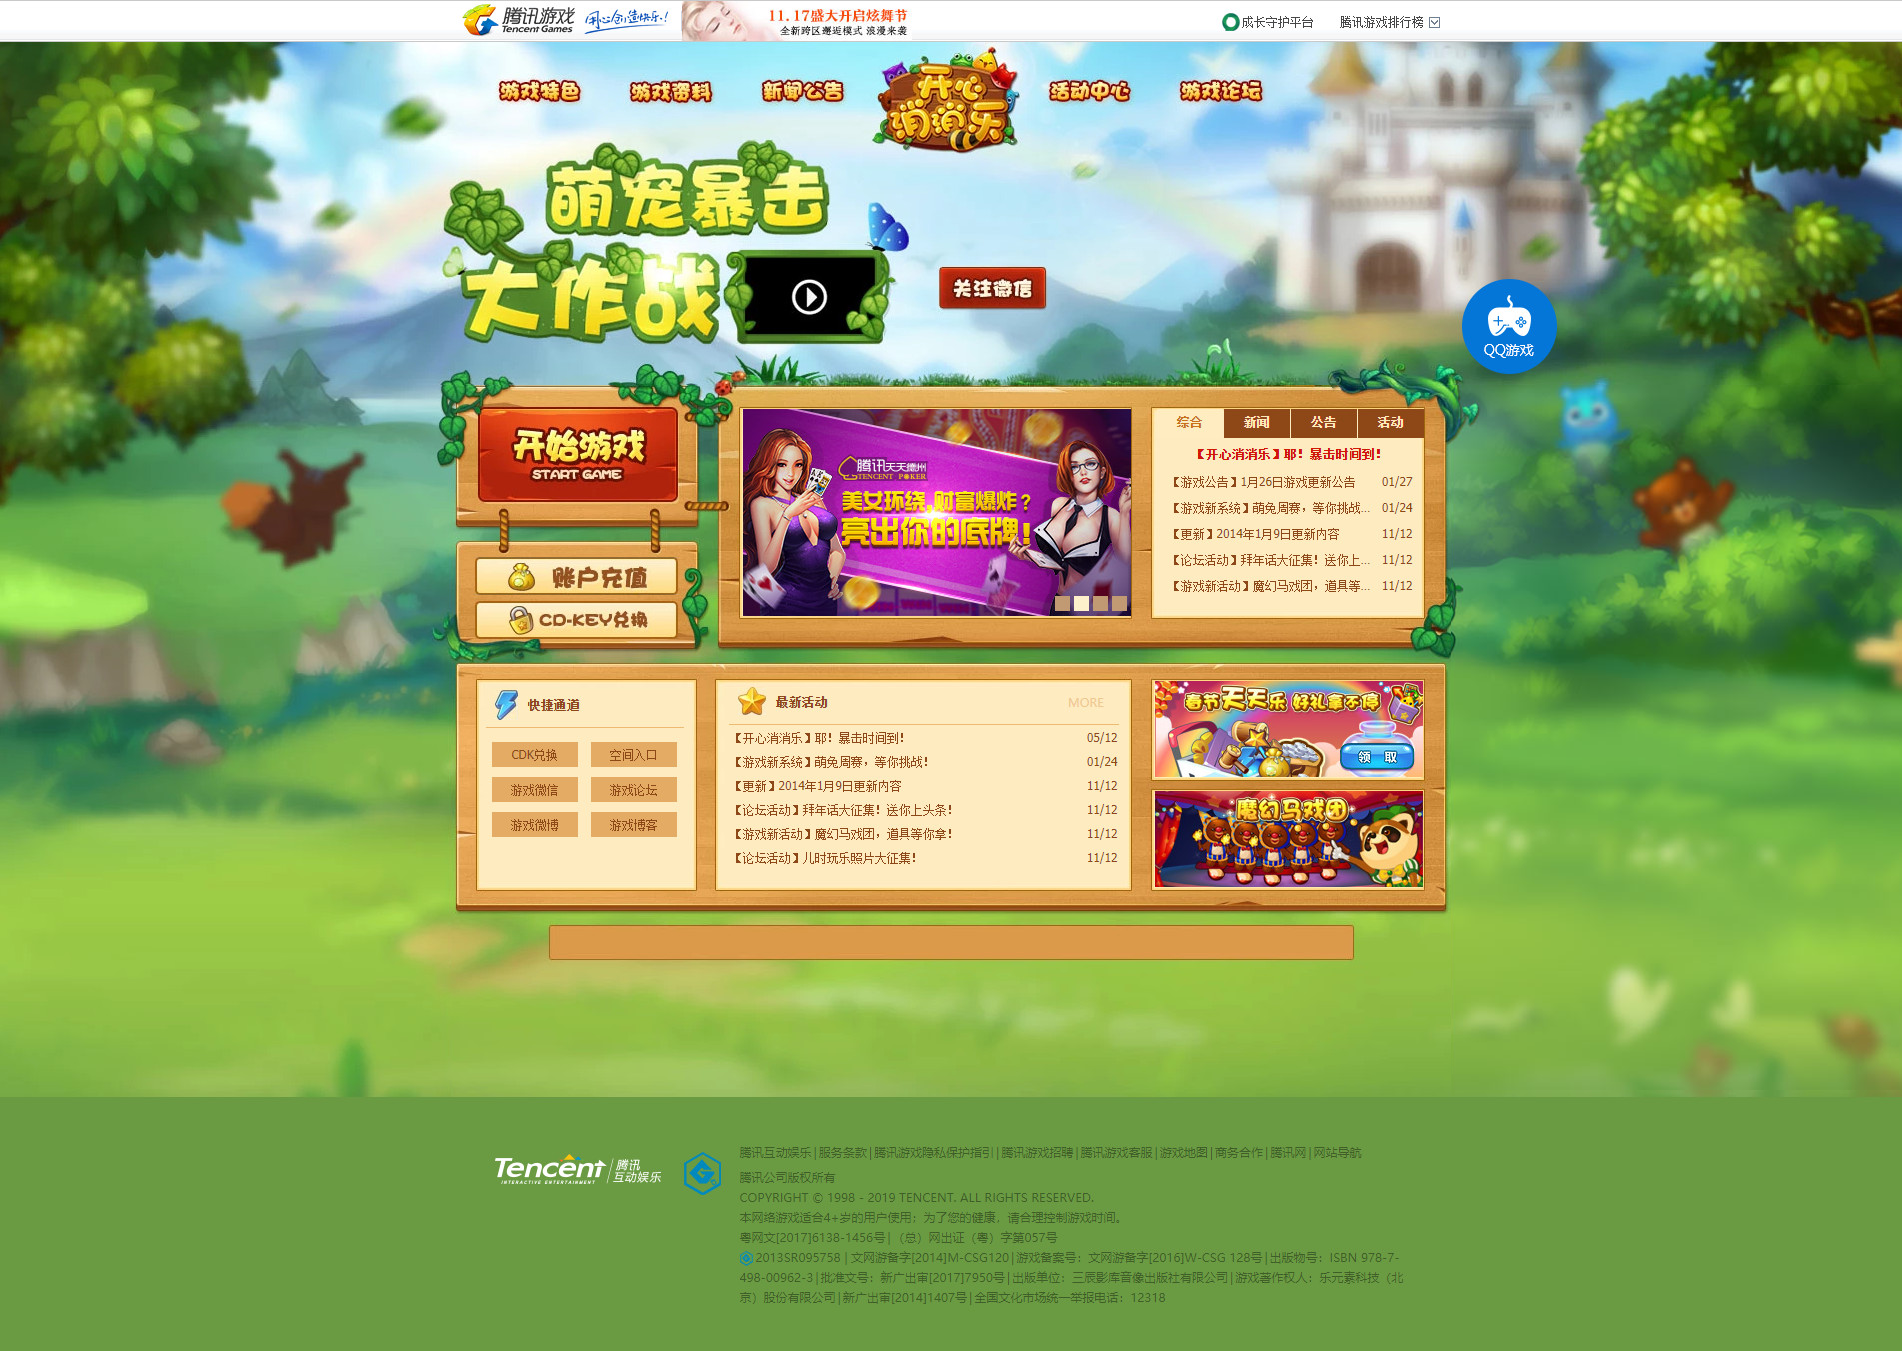 腾讯游戏 用心创造快乐!
Tencent Games
11.17盛大开启炫舞节
全新跨区邂逅模式 浪漫来袭
成长守护平台
腾讯游戏排行榜
游戏特色
游戏资料
新闻公告
开心消消乐
活动中心
游戏论坛
萌宠暴击
大作战
关注微信
QQ游戏
开始游戏
START GAME
账户充值
CD-KEY兑换
腾讯天天德州
TENCENT POKER
美女环绕,财富爆炸?
亮出你的底牌!
综合 新闻 公告 活动
【开心消消乐】耶！暴击时间到！
【游戏公告】1月26日游戏更新公告 01/27
【游戏新系统】萌兔周赛，等你挑战... 01/24
【更新】2014年1月9日更新内容 11/12
【论坛活动】拜年话大征集！送你上... 11/12
【游戏新活动】魔幻马戏团，道具等... 11/12
快捷通道
CDK兑换 空间入口
游戏微信 游戏论坛
游戏微博 游戏博客
最新活动 MORE
【开心消消乐】耶！暴击时间到！ 05/12
【游戏新系统】萌兔周赛，等你挑战！ 01/24
【更新】2014年1月9日更新内容 11/12
【论坛活动】拜年话大征集！送你上头条！ 11/12
【游戏新活动】魔幻马戏团，道具等你拿！ 11/12
【论坛活动】儿时玩乐照片大征集！ 11/12
春节天天乐 好礼拿不停
领 取
魔幻马戏团
Tencent 腾讯
INTERACTIVE ENTERTAINMENT 互动娱乐
腾讯互动娱乐|服务条款|腾讯游戏隐私保护指引|腾讯游戏招聘|腾讯游戏客服|游戏地图|商务合作|腾讯网|网站导航
腾讯公司版权所有
COPYRIGHT © 1998 - 2019 TENCENT. ALL RIGHTS RESERVED.
本网络游戏适合4+岁的用户使用；为了您的健康，请合理控制游戏时间。
粤网文[2017]6138-1456号|（总）网出证（粤）字第057号
2013SR095758 | 文网游备字[2014]M-CSG120|游戏备案号：文网游备字[2016]W-CSG 128号|出版物号：ISBN 978-7-
498-00962-3|批准文号：新广出审[2017]7950号|出版单位：三辰影库音像出版社有限公司|游戏著作权人：乐元素科技（北
京）股份有限公司|新广出审[2014]1407号|全国文化市场统一举报电话：12318